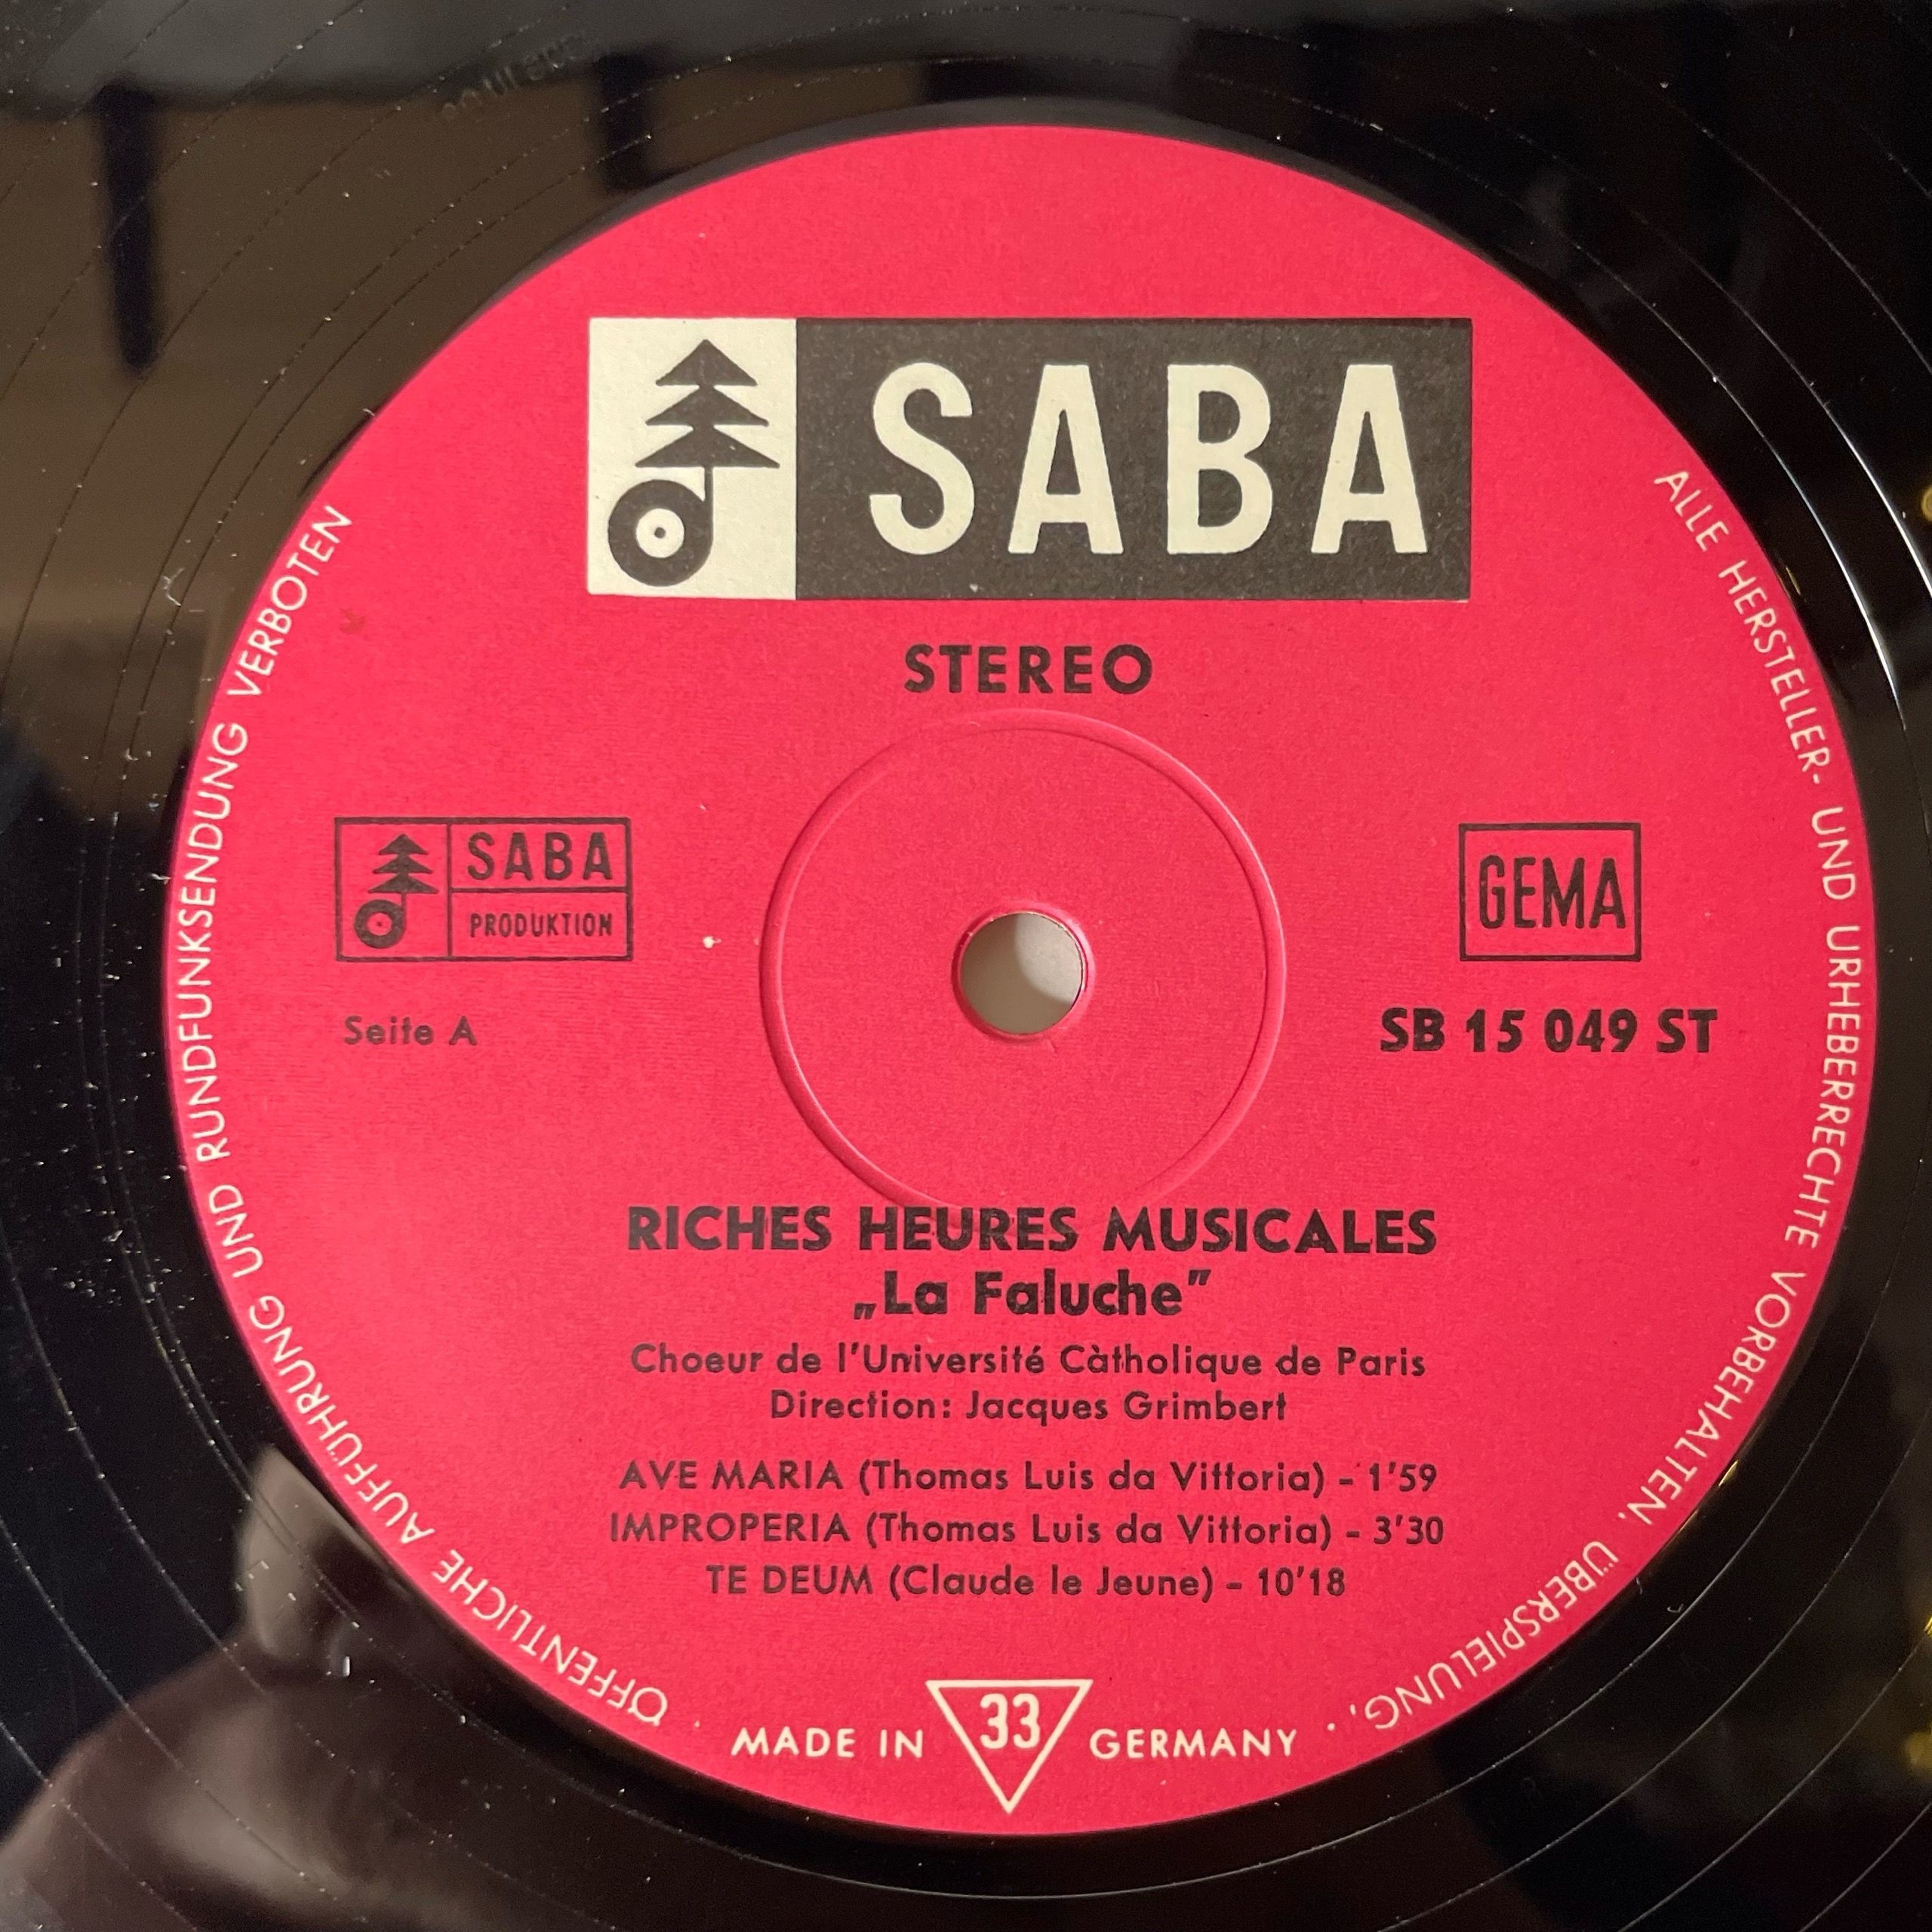 SABA
STEREO
SABA
PRODUKTION
GEMA
Seite A
SB 15 049 ST
RICHES HEURES MUSICALES
„La Faluche”
Choeur de l'Université Càtholique de Paris
Direction: Jacques Grimbert
AVE MARIA (Thomas Luis da Vittoria) - 1'59
IMPROPERIA (Thomas Luis da Vittoria) - 3'30
TE DEUM (Claude le Jeune) - 10'18
MADE IN 33 GERMANY
ALLE HERSTELLER- UND URHEBERRECHTE VORBEHALTEN. ÜBERSPIELUNG,
ÖFFENTLICHE AUFFÜHRUNG UND RUNDFUNKSENDUNG VERBOTEN